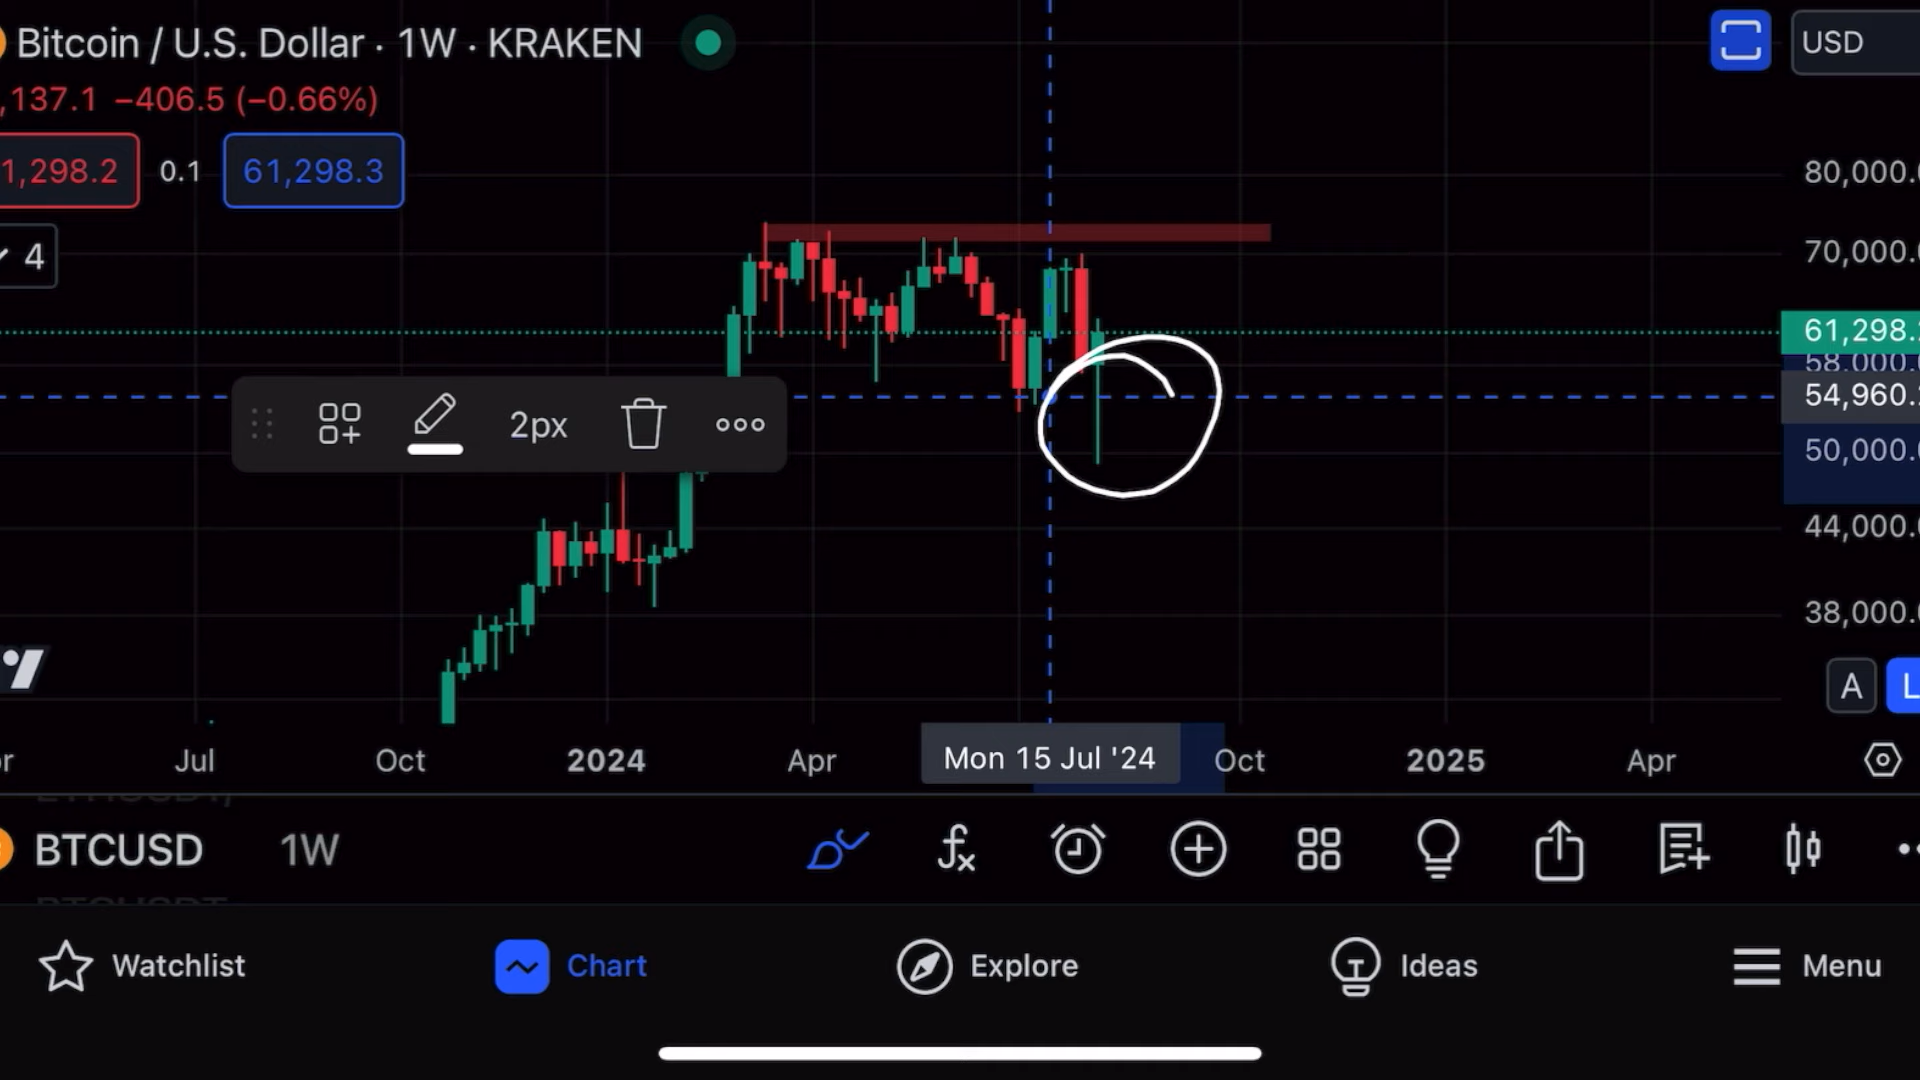 Bitcoin / U.S. Dollar · 1W · KRAKEN
USD
,137.1 −406.5 (−0.66%)
1,298.2
0.1
61,298.3
4
80,000.
70,000.
61,298.
58,000.
54,960.
50,000.
44,000.
38,000.
A
L
Jul
Oct
2024
Apr
Mon 15 Jul '24
Oct
2025
Apr
2px
BTCUSD
1W
Watchlist
Chart
Explore
Ideas
Menu